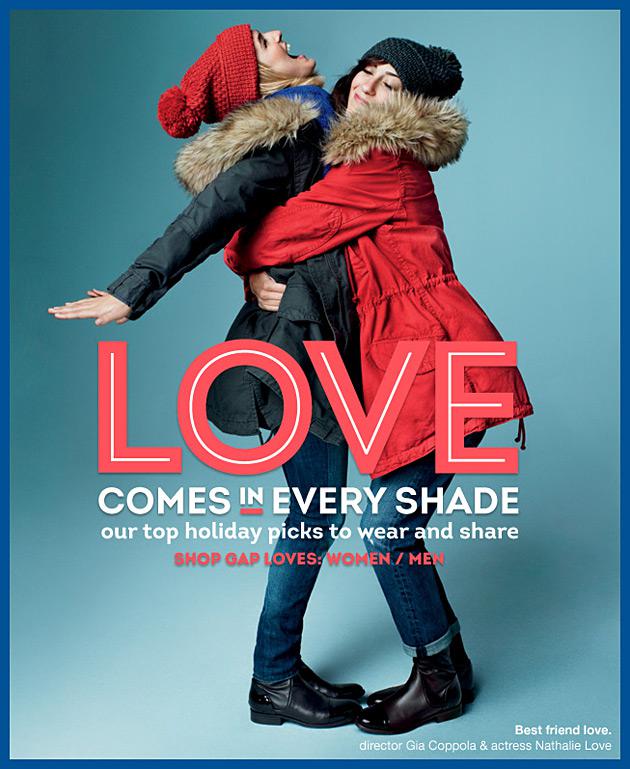 LOVE
COMES IN EVERY SHADE
our top holiday picks to wear and share
SHOP GAP LOVES: WOMEN / MEN
Best friend love.
director Gia Coppola & actress Nathalie Love